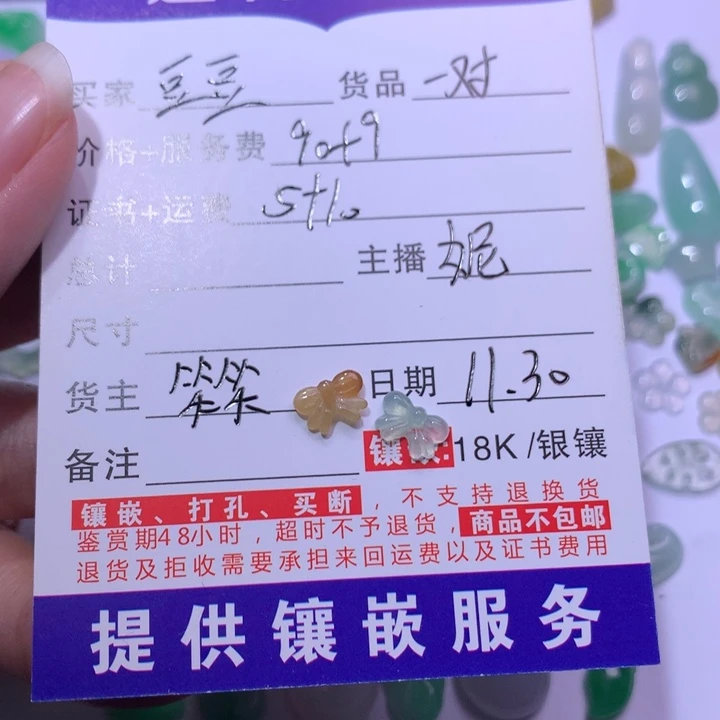 买家 豆豆 货品 一对
价格+服务费 90+9
证书+运费 5+10
总计 主播 妮
尺寸
货主 日期 11.30
备注 镶嵌:18K/银镶
镶嵌、打孔、买断，不支持退换货
鉴赏期48小时，超时不予退货，商品不包邮
退货及拒收需要承担来回运费以及证书费用
提供镶嵌服务